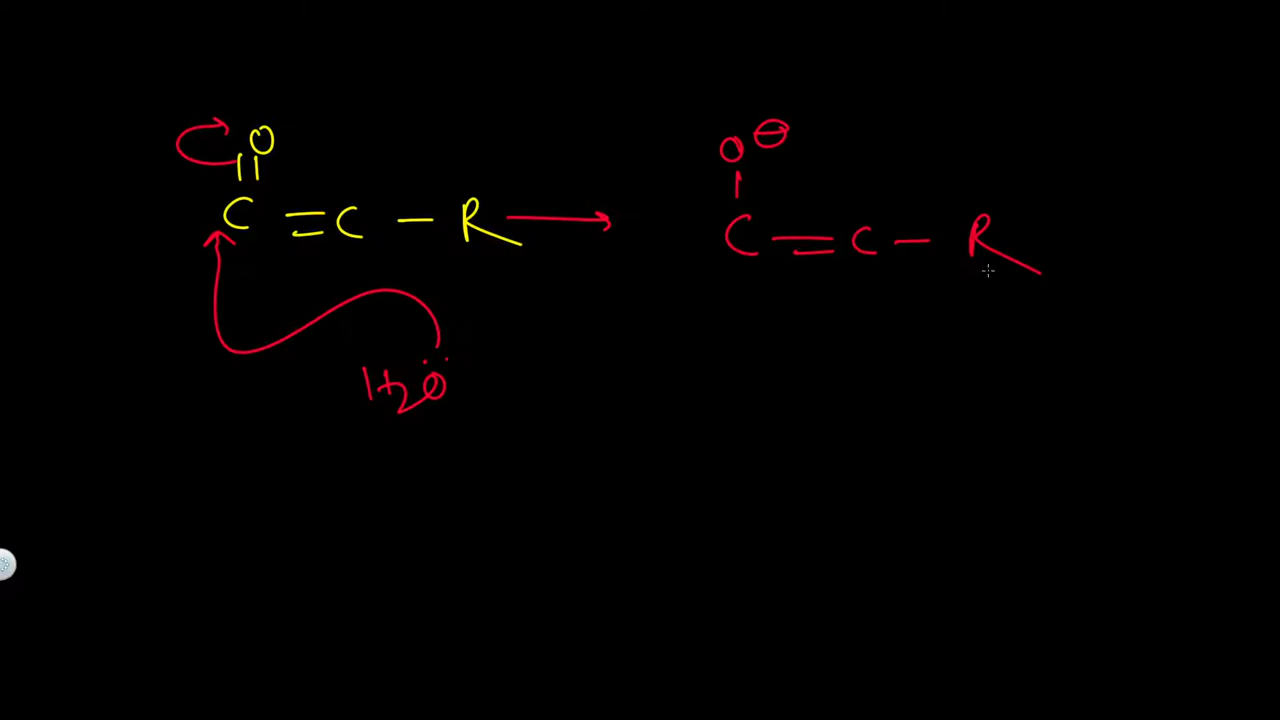 O O ⊖
C = C — R → C = C — R
H₂Ö